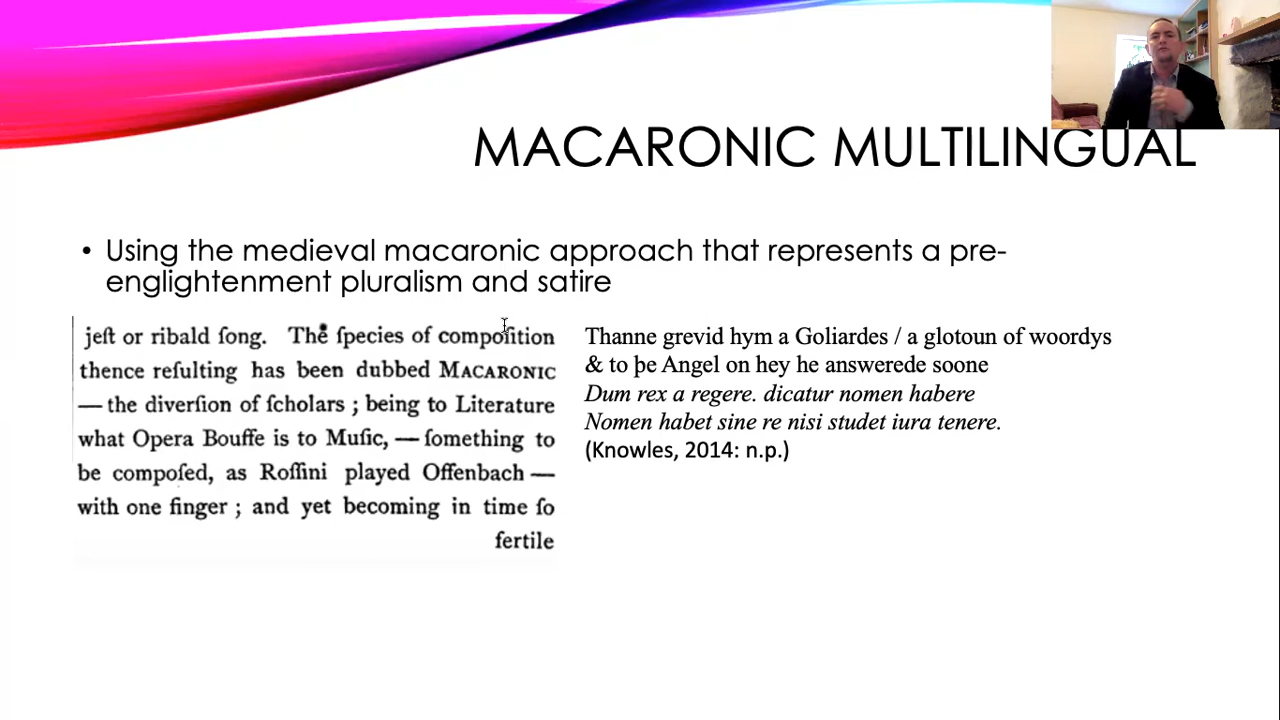 MACARONIC MULTILINGUAL
• Using the medieval macaronic approach that represents a pre-
englightenment pluralism and satire
jeſt or ribald ſong. The ſpecies of compoſition
thence reſulting has been dubbed MACARONIC
— the diverſion of ſcholars ; being to Literature
what Opera Bouffe is to Muſic, — ſomething to
be compoſed, as Roſſini played Offenbach —
with one finger ; and yet becoming in time ſo
fertile
Thanne grevid hym a Goliardes / a glotoun of woordys
& to þe Angel on hey he answerede soone
Dum rex a regere. dicatur nomen habere
Nomen habet sine re nisi studet iura tenere.
(Knowles, 2014: n.p.)